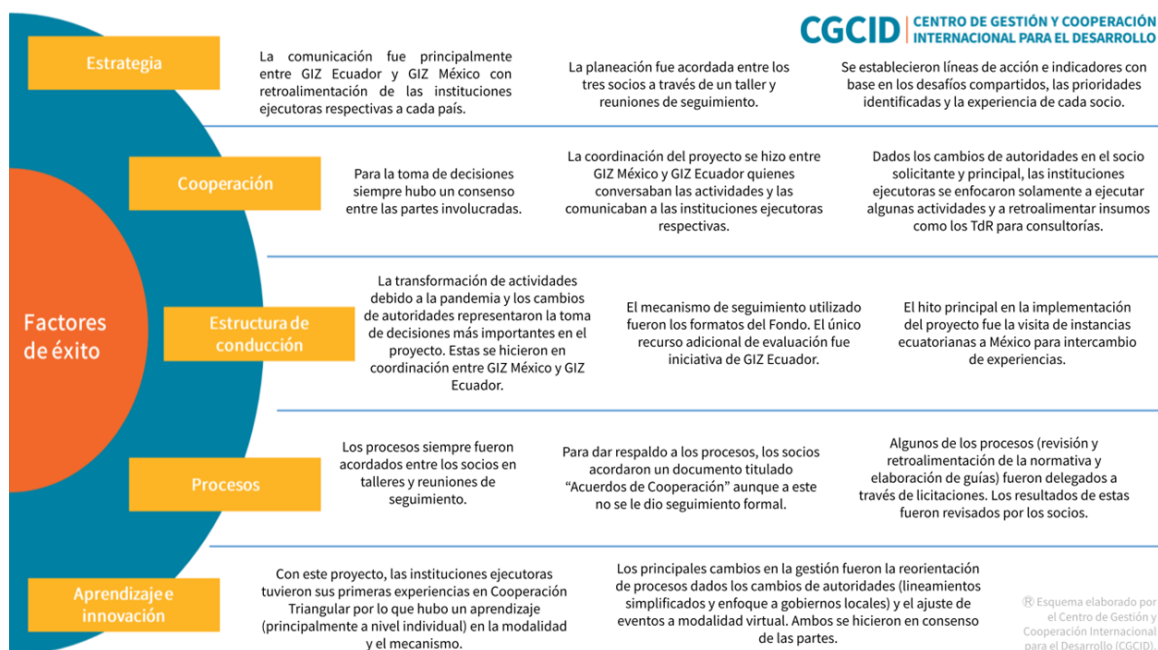 CGCID
CENTRO DE GESTIÓN Y COOPERACIÓN
INTERNACIONAL PARA EL DESARROLLO
Factores
de éxito
Estrategia
La comunicación fue principalmente
entre GIZ Ecuador y GIZ México con
retroalimentación de las instituciones
ejecutoras respectivas a cada país.
La planeación fue acordada entre los
tres socios a través de un taller y
reuniones de seguimiento.
Se establecieron líneas de acción e indicadores con
base en los desafíos compartidos, las prioridades
identificadas y la experiencia de cada socio.
Cooperación
Para la toma de decisiones
siempre hubo un consenso
entre las partes involucradas.
La coordinación del proyecto se hizo entre
GIZ México y GIZ Ecuador quienes
conversaban las actividades y las
comunicaban a las instituciones ejecutoras
respectivas.
Dados los cambios de autoridades en el socio
solicitante y principal, las instituciones
ejecutoras se enfocaron solamente a ejecutar
algunas actividades y a retroalimentar insumos
como los TdR para consultorías.
Estructura de
conducción
La transformación de actividades
debido a la pandemia y los cambios
de autoridades representaron la toma
de decisiones más importantes en el
proyecto. Estas se hicieron en
coordinación entre GIZ México y GIZ
Ecuador.
El mecanismo de seguimiento utilizado
fueron los formatos del Fondo. El único
recurso adicional de evaluación fue
iniciativa de GIZ Ecuador.
El hito principal en la implementación
del proyecto fue la visita de instancias
ecuatorianas a México para intercambio
de experiencias.
Procesos
Los procesos siempre fueron
acordados entre los socios en
talleres y reuniones de
seguimiento.
Para dar respaldo a los procesos, los socios
acordaron un documento titulado
“Acuerdos de Cooperación” aunque a este
no se le dio seguimiento formal.
Algunos de los procesos (revisión y
retroalimentación de la normativa y
elaboración de guías) fueron delegados a
través de licitaciones. Los resultados de estas
fueron revisados por los socios.
Aprendizaje e
innovación
Con este proyecto, las instituciones ejecutoras
tuvieron sus primeras experiencias en Cooperación
Triangular por lo que hubo un aprendizaje
(principalmente a nivel individual) en la modalidad
y el mecanismo.
Los principales cambios en la gestión fueron la reorientación
de procesos dados los cambios de autoridades (lineamientos
simplificados y enfoque a gobiernos locales) y el ajuste de
eventos a modalidad virtual. Ambos se hicieron en consenso
de las partes.
® Esquema elaborado por
el Centro de Gestión y
Cooperación Internacional
para el Desarrollo (CGCID).